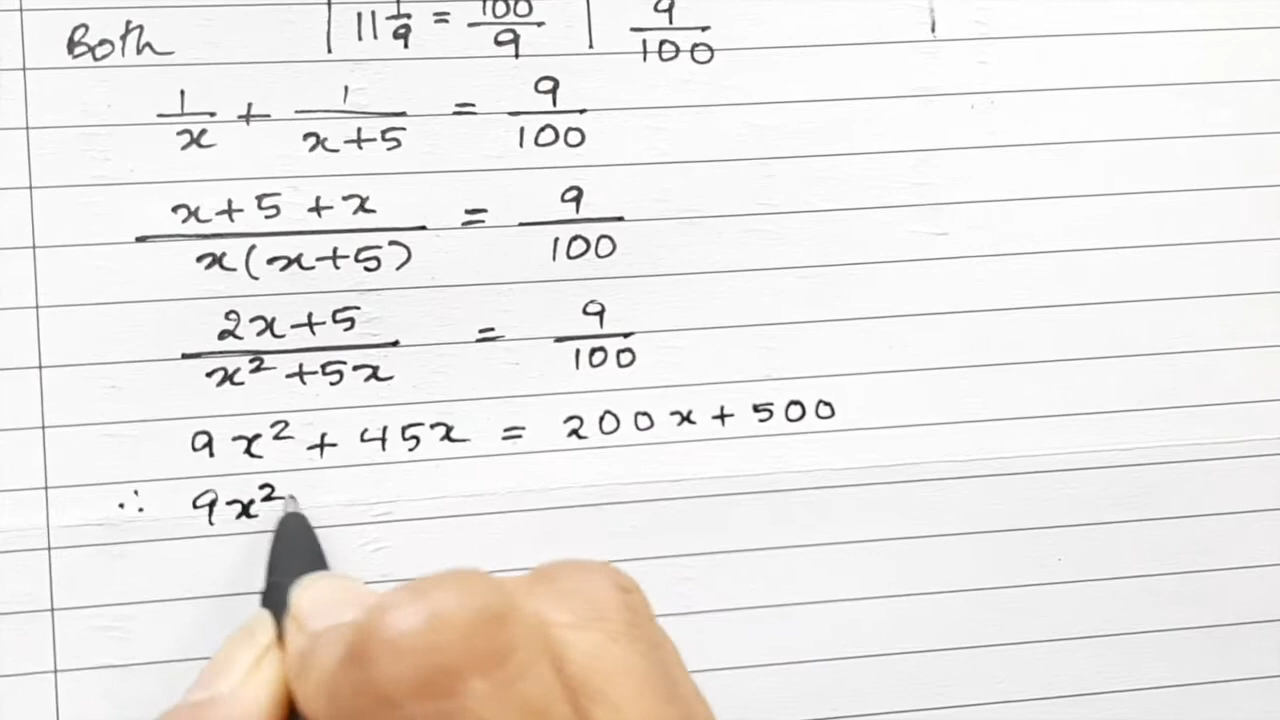 Both | 11 1/9 = 100/9 | 9/100 |
1/x + 1/x+5 = 9/100
x+5+x / x(x+5) = 9/100
2x+5 / x²+5x = 9/100
9x² + 45x = 200x + 500
∴ 9x²